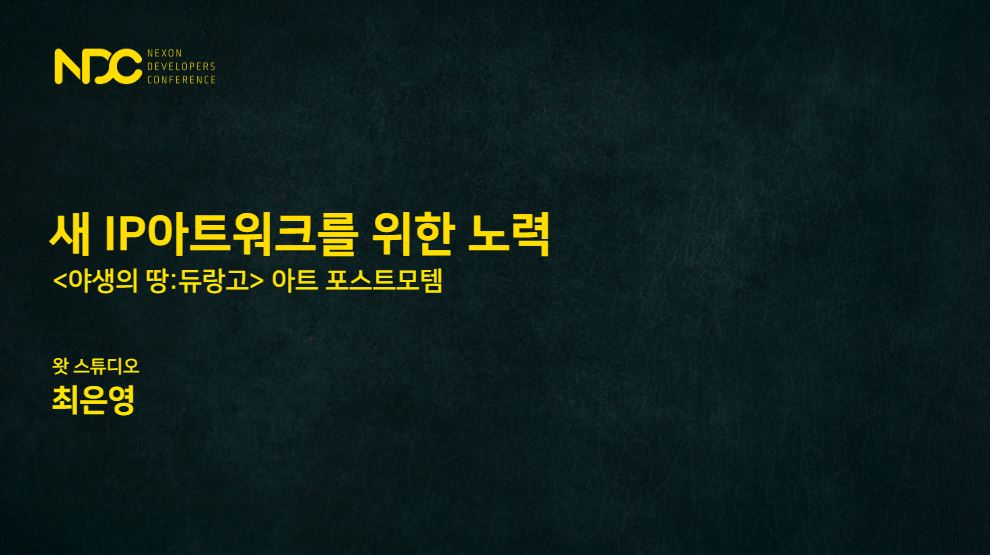 NDC
NEXON
DEVELOPERS
CONFERENCE
새 IP아트워크를 위한 노력
<야생의 땅:듀랑고> 아트 포스트모템
왓 스튜디오
최은영